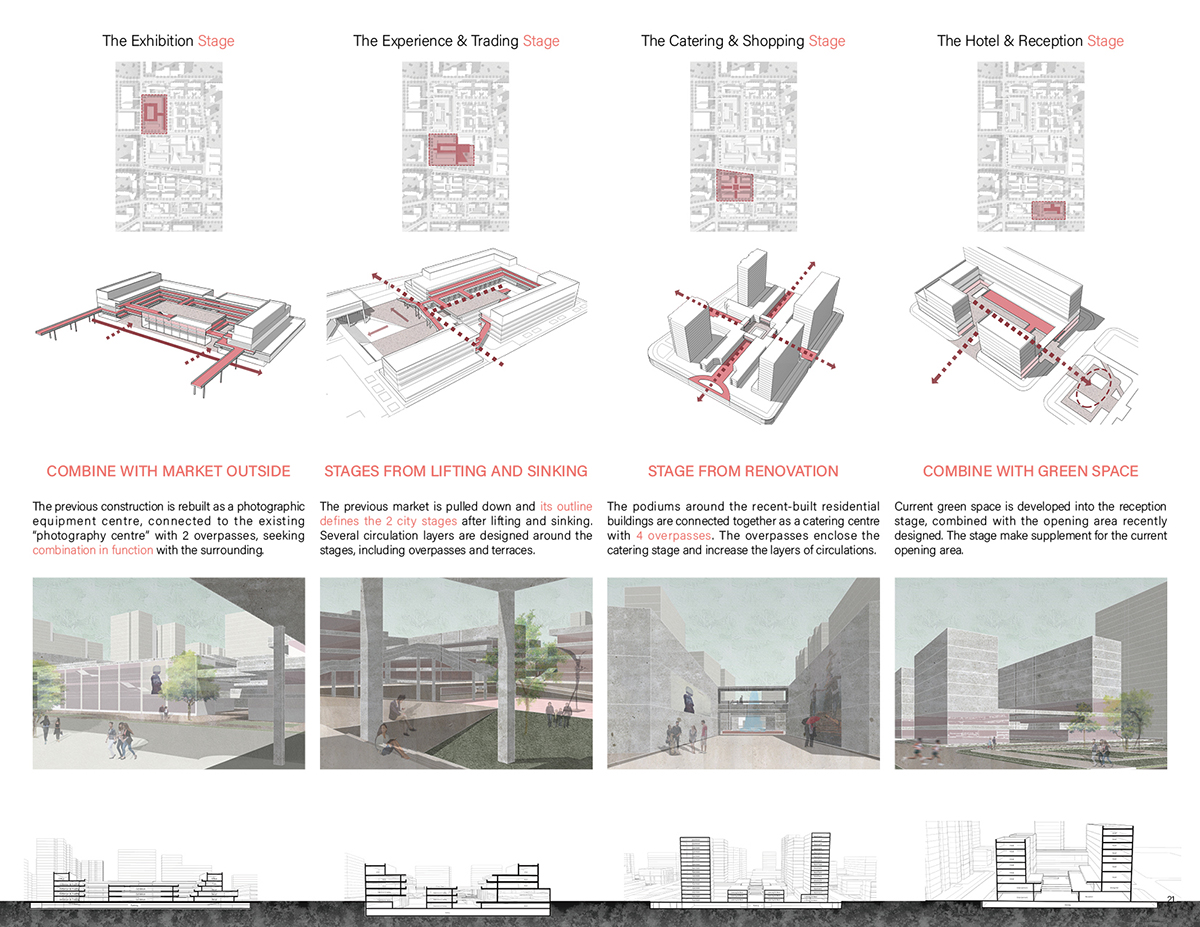 The Exhibition Stage
The Experience & Trading Stage
The Catering & Shopping Stage
The Hotel & Reception Stage
COMBINE WITH MARKET OUTSIDE
The previous construction is rebuilt as a photographic
equipment centre, connected to the existing
"photography centre" with 2 overpasses, seeking
combination in function with the surrounding.
STAGES FROM LIFTING AND SINKING
The previous market is pulled down and its outline
defines the 2 city stages after lifting and sinking.
Several circulation layers are designed around the
stages, including overpasses and terraces.
STAGE FROM RENOVATION
The podiums around the recent-built residential
buildings are connected together as a catering centre
with 4 overpasses. The overpasses enclose the
catering stage and increase the layers of circulations.
COMBINE WITH GREEN SPACE
Current green space is developed into the reception
stage, combined with the opening area recently
designed. The stage make supplement for the current
opening area.
21